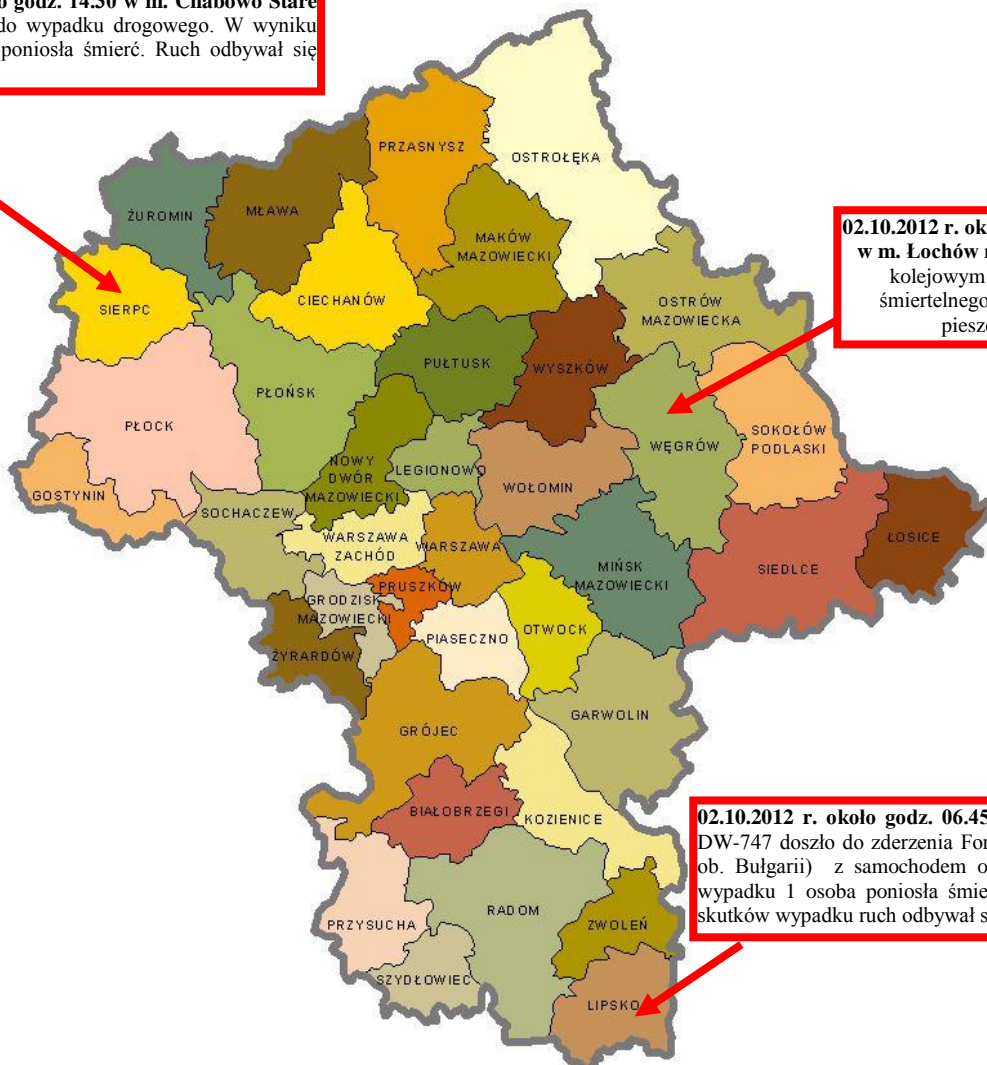 godz. 14.30 w m. Chabowo Stare
do wypadku drogowego. W wyniku
poniosła śmierć. Ruch odbywał się
PRZASNYSZ
OSTROŁĘKA
ŻUROMIN
MŁAWA
MAKÓW
MAZOWIECKI
02.10.2012 r. ok
w m. Łochów
kolejowym
śmiertelnego
piesz
SIERPC
CIECHANÓW
OSTRÓW
MAZOWIECKA
PUŁTUSK
WYSZKÓW
PŁOŃSK
PŁOCK
WĘGRÓW
SOKOŁÓW
PODLASKI
NOWY
DWÓR
MAZOWIECKI
LEGIONOWO
WOŁOMIN
GOSTYNIN
SOCHACZEW
WARSZAWA
ZACHÓD
WARSZAWA
MIŃSK
MAZOWIECKI
SIEDLCE
ŁOSICE
PRUSZKÓW
GRODZISK
MAZOWIECKI
PIASECZNO
OTWOCK
ŻYRARDÓW
GARWOLIN
GRÓJEC
BIAŁOBRZEGI
KOZIENICE
02.10.2012 r. około godz. 06.45
DW-747 doszło do zderzenia For
ob. Bułgarii) z samochodem o
wypadku 1 osoba poniosła śmie
skutków wypadku ruch odbywał s
PRZYSUCHA
RADOM
ZWOLEŃ
SZYDŁOWIEC
LIPSKO